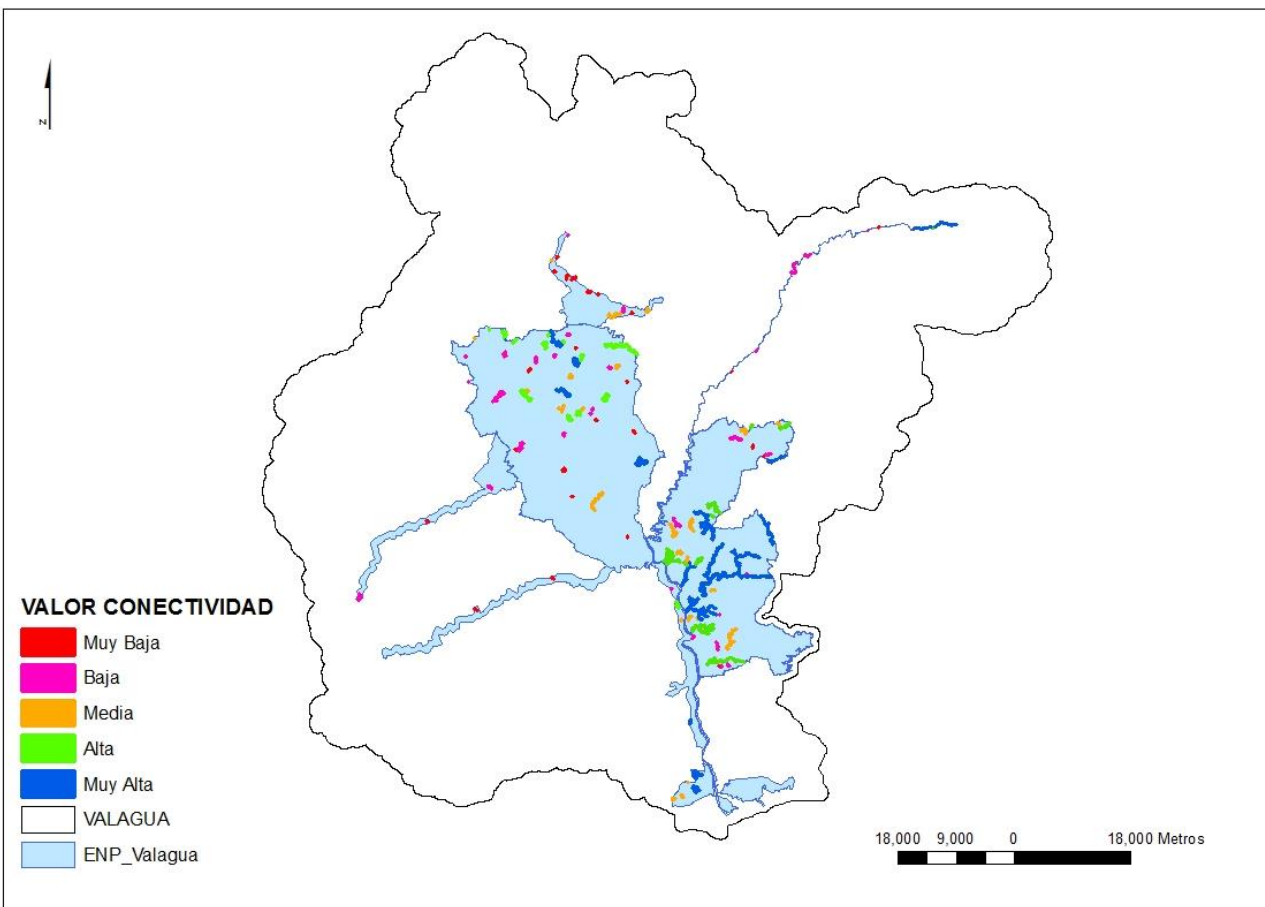 N
VALOR CONECTIVIDAD
Muy Baja
Baja
Media
Alta
Muy Alta
VALAGUA
ENP_Valagua
18,000 9,000 0 18,000 Metros